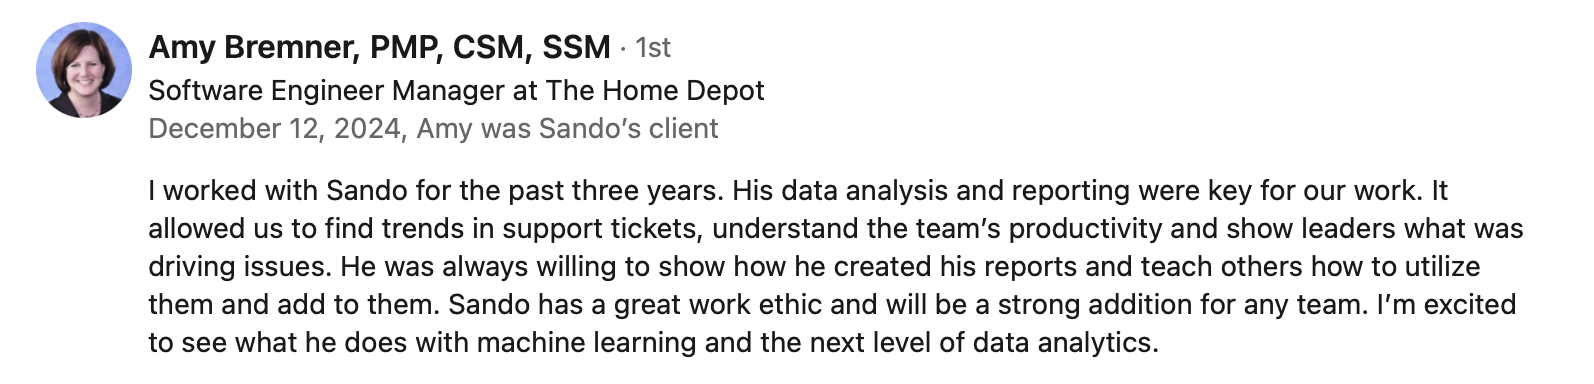 Amy Bremner, PMP, CSM, SSM · 1st
Software Engineer Manager at The Home Depot
December 12, 2024, Amy was Sando’s client
I worked with Sando for the past three years. His data analysis and reporting were key for our work. It
allowed us to find trends in support tickets, understand the team’s productivity and show leaders what was
driving issues. He was always willing to show how he created his reports and teach others how to utilize
them and add to them. Sando has a great work ethic and will be a strong addition for any team. I’m excited
to see what he does with machine learning and the next level of data analytics.